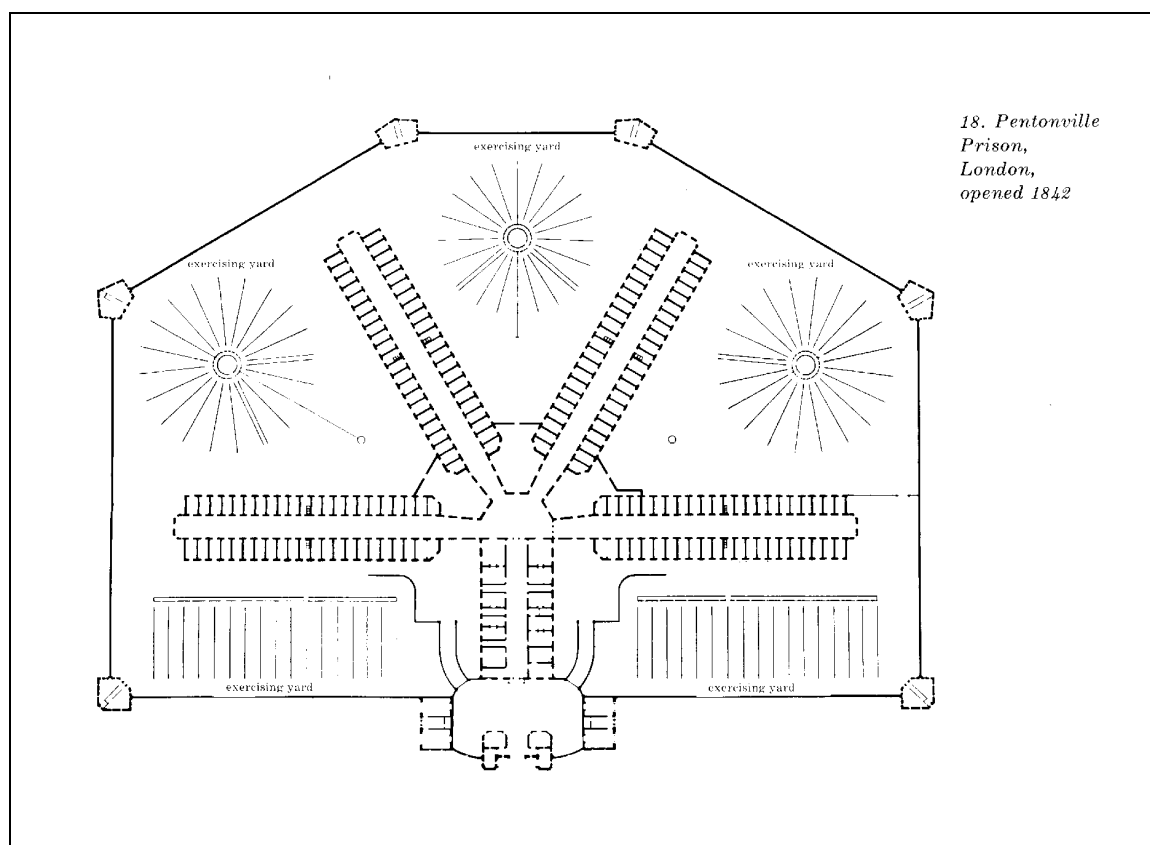 18. Pentonville
Prison,
London,
opened 1842
exercising yard
exercising yard
exercising yard
exercising yard
exercising yard